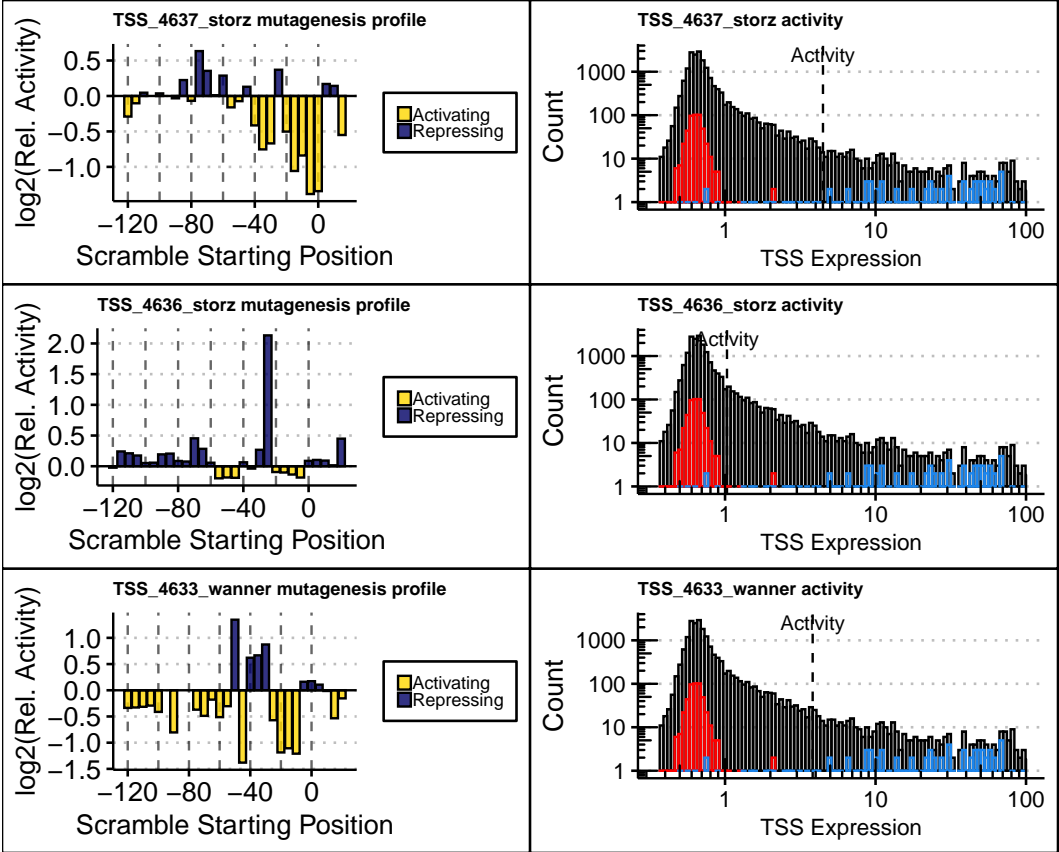 TSS_4637_storz mutagenesis profile
log2(Rel. Activity)
0.5
0.0
−0.5
−1.0
−120
−80
−40
0
Scramble Starting Position
Activating
Repressing
TSS_4637_storz activity
Activity
Count
1000
100
10
1
1
10
100
TSS Expression
TSS_4636_storz mutagenesis profile
log2(Rel. Activity)
2.0
1.5
1.0
0.5
0.0
−120
−80
−40
0
Scramble Starting Position
Activating
Repressing
TSS_4636_storz activity
Activity
Count
1000
100
10
1
1
10
100
TSS Expression
TSS_4633_wanner mutagenesis profile
log2(Rel. Activity)
1.0
0.5
0.0
−0.5
−1.0
−1.5
−120
−80
−40
0
Scramble Starting Position
Activating
Repressing
TSS_4633_wanner activity
Activity
Count
1000
100
10
1
1
10
100
TSS Expression